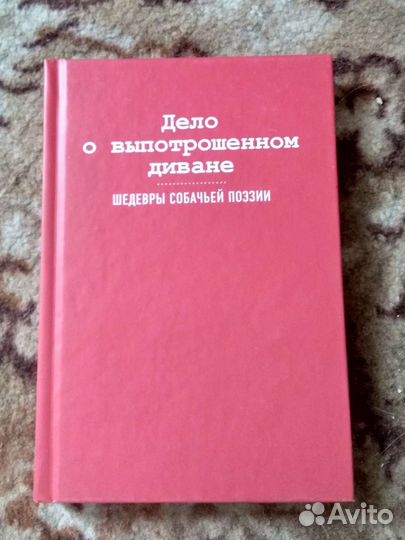 Дело
о выпотрошенном
диване
ШЕДЕВРЫ СОБАЧЬЕЙ ПОЭЗИИ
Avito